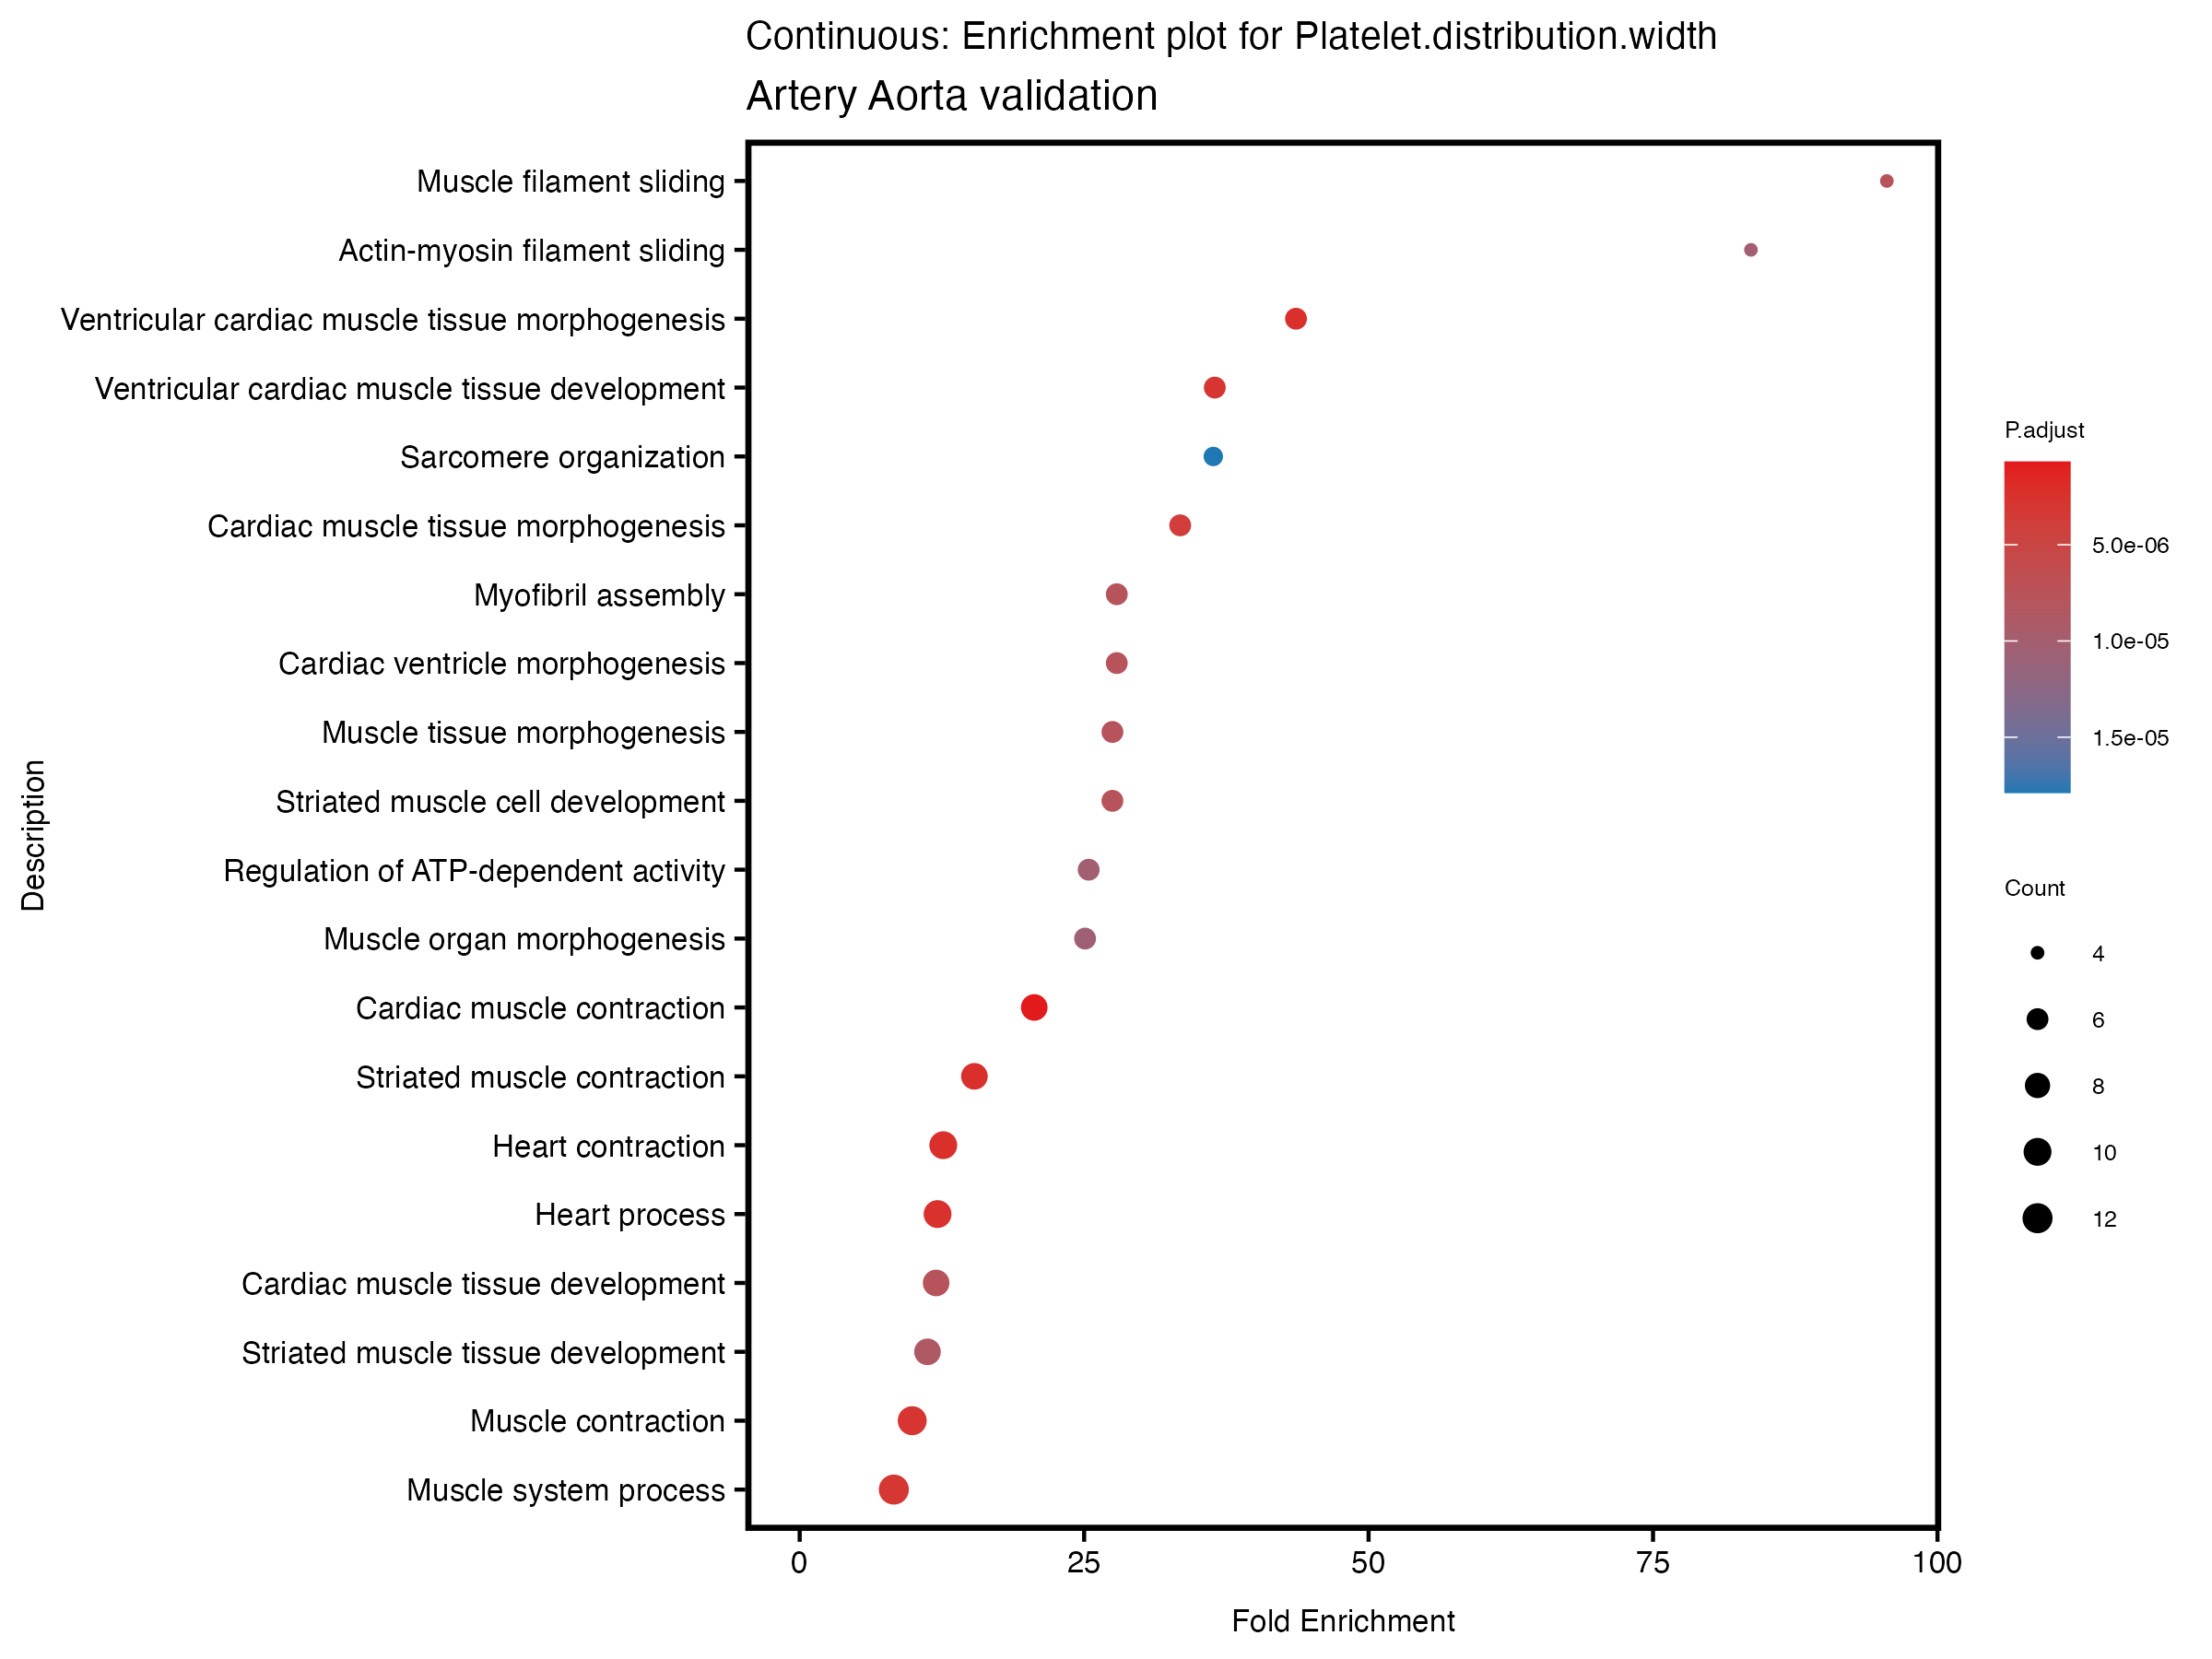 Continuous: Enrichment plot for Platelet.distribution.width
Artery Aorta validation
Description
Muscle filament sliding
Actin-myosin filament sliding
Ventricular cardiac muscle tissue morphogenesis
Ventricular cardiac muscle tissue development
Sarcomere organization
Cardiac muscle tissue morphogenesis
Myofibril assembly
Cardiac ventricle morphogenesis
Muscle tissue morphogenesis
Striated muscle cell development
Regulation of ATP-dependent activity
Muscle organ morphogenesis
Cardiac muscle contraction
Striated muscle contraction
Heart contraction
Heart process
Cardiac muscle tissue development
Striated muscle tissue development
Muscle contraction
Muscle system process
0 25 50 75 100
Fold Enrichment
P.adjust
5.0e-06
1.0e-05
1.5e-05
Count
4
6
8
10
12